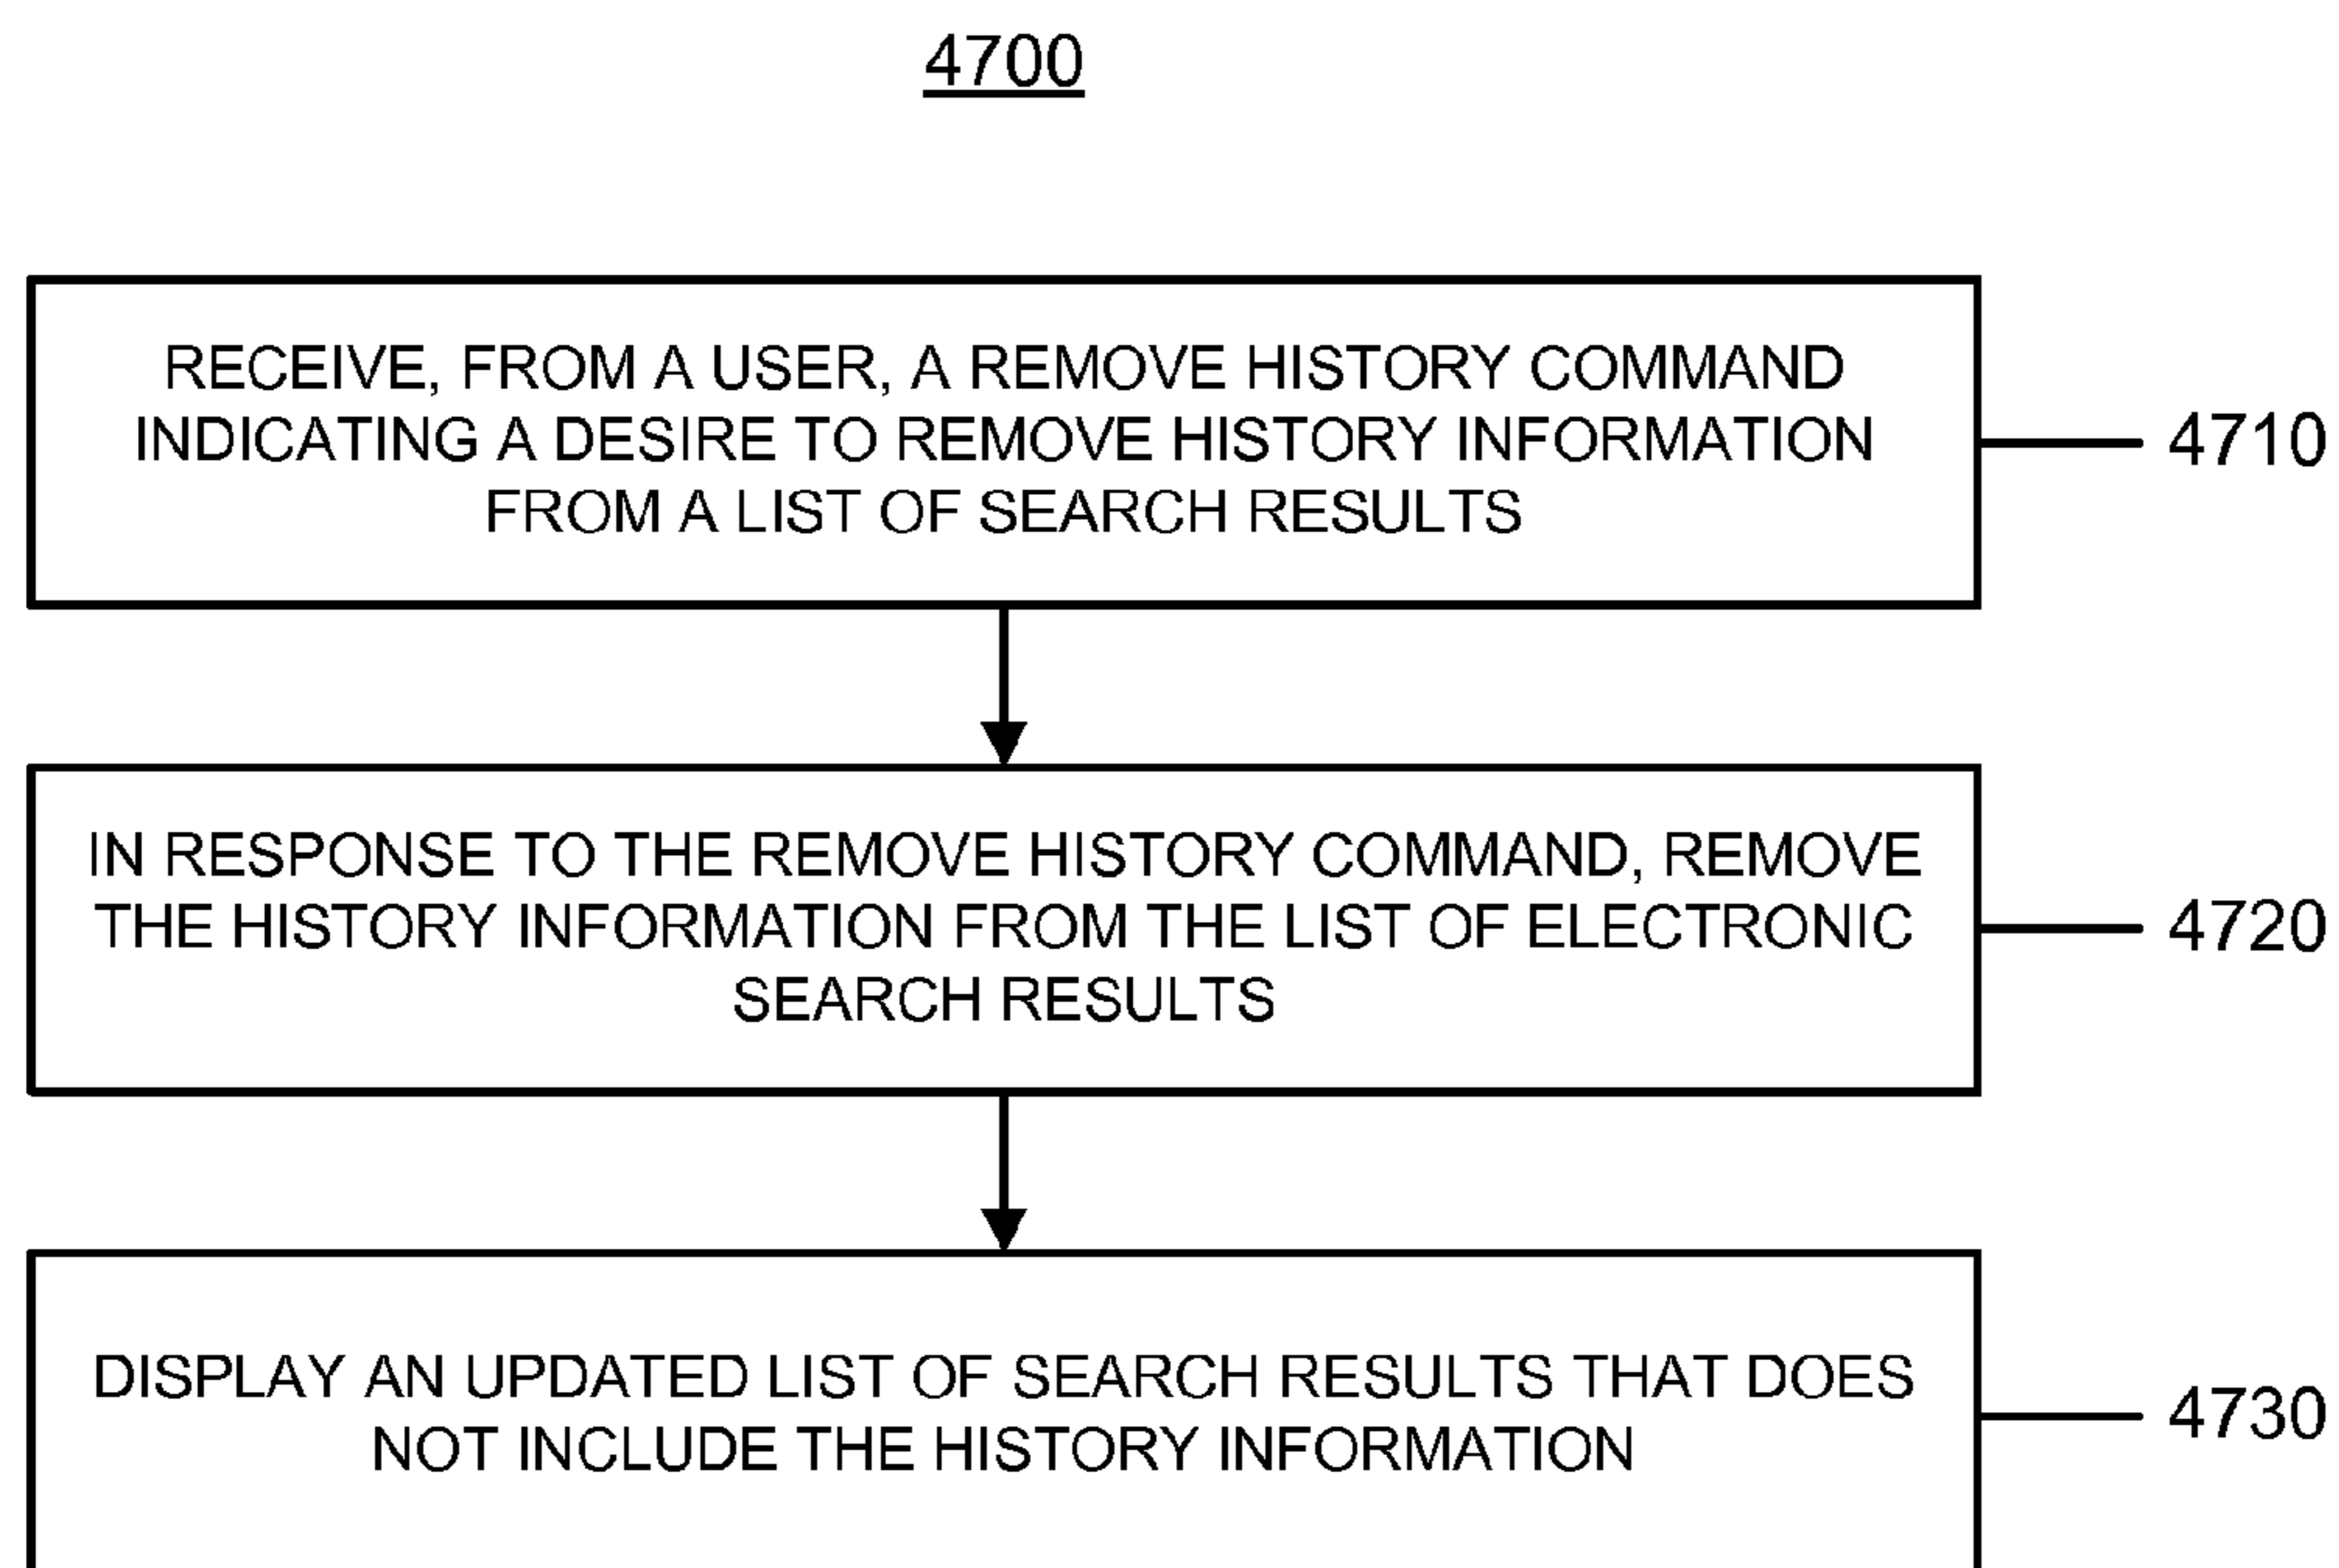 4700
RECEIVE, FROM A USER, A REMOVE HISTORY COMMAND
INDICATING A DESIRE TO REMOVE HISTORY INFORMATION
FROM A LIST OF SEARCH RESULTS
4710
IN RESPONSE TO THE REMOVE HISTORY COMMAND, REMOVE
THE HISTORY INFORMATION FROM THE LIST OF ELECTRONIC
SEARCH RESULTS
4720
DISPLAY AN UPDATED LIST OF SEARCH RESULTS THAT DOES
NOT INCLUDE THE HISTORY INFORMATION
4730